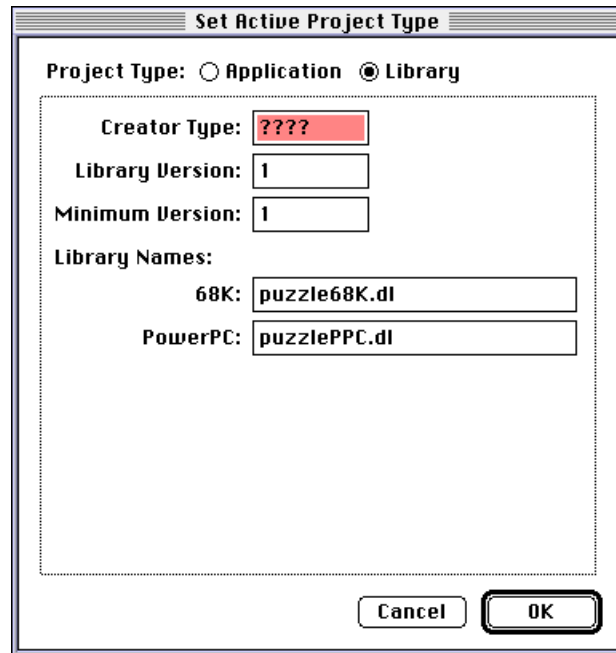 Set Active Project Type
Project Type: Application Library
Creator Type: ????
Library Version: 1
Minimum Version: 1
Library Names:
68K: puzzle68K.dl
PowerPC: puzzlePPC.dl
Cancel OK